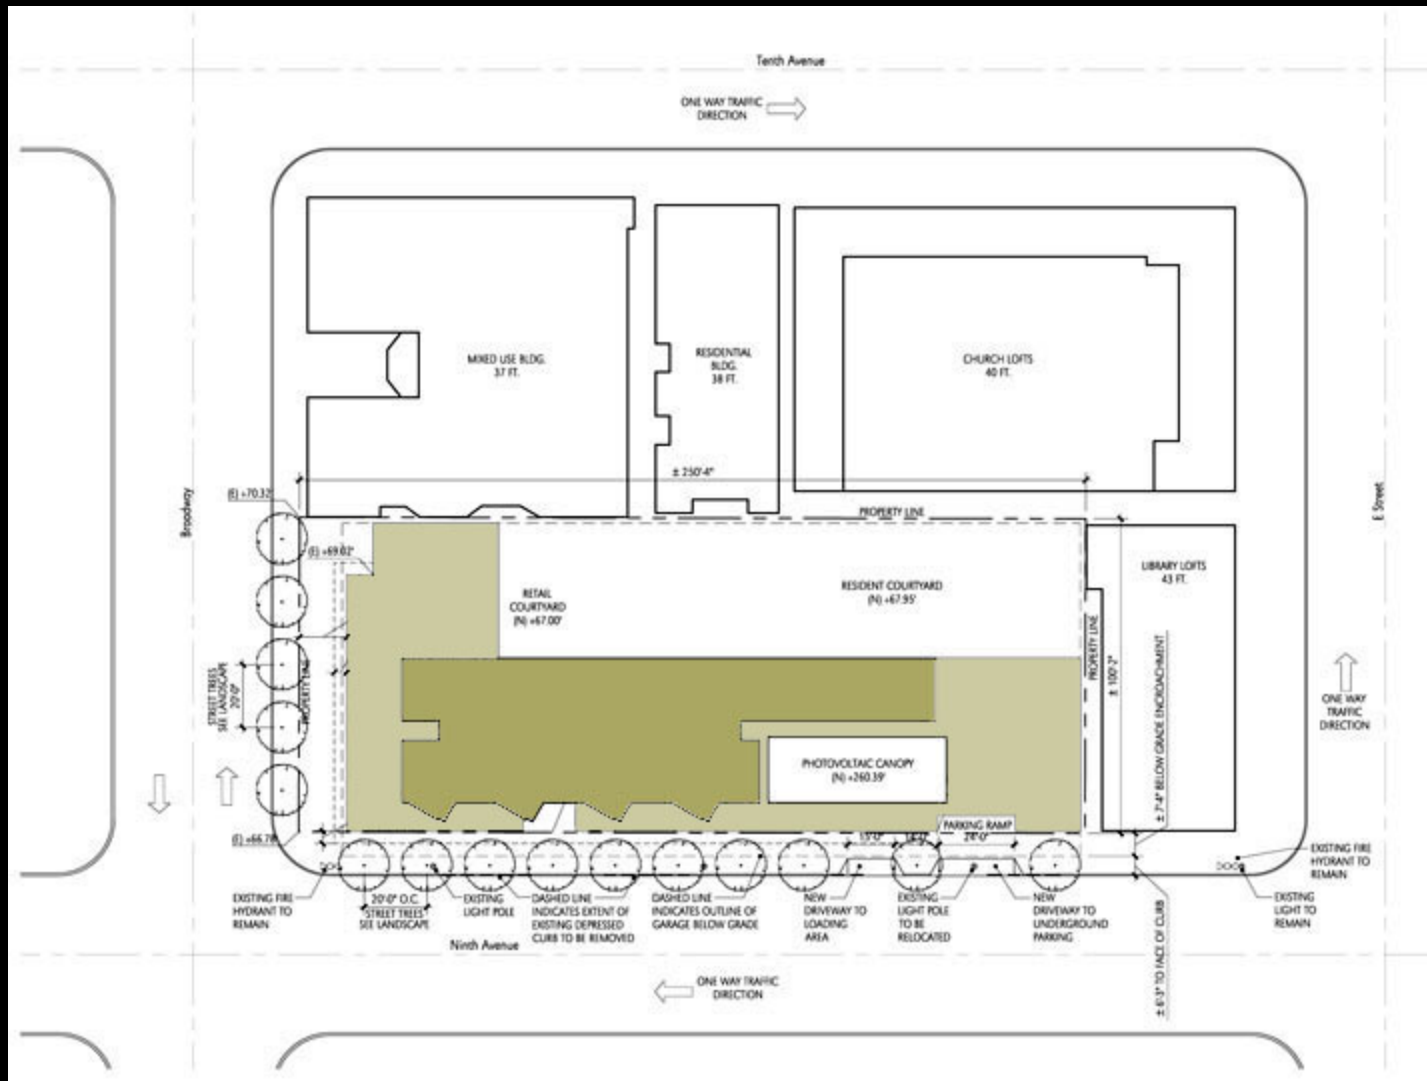 Tenth Avenue
ONE WAY TRAFFIC
DIRECTION
MIXED USE BLDG.
37 FT.
RESIDENTIAL
BLDG.
38 FT.
CHURCH LOFTS
40 FT.
± 250'-4"
(E) +70.32'
Broadway
E Street
PROPERTY LINE
(E) +69.02'
RETAIL
COURTYARD
(N) +67.00'
RESIDENT COURTYARD
(N) +67.95'
LIBRARY LOFTS
43 FT.
PROPERTY LINE
± 100'-2"
± 7'-4" BELOW GRADE ENCROACHMENT
STREET TREES
SEE LANDSCAPE
20'-0"
PROPERTY LINE
ONE WAY
TRAFFIC
DIRECTION
PHOTOVOLTAIC CANOPY
(N) +260.39'
PARKING RAMP
15'-0"
14'-0"
24'-0"
(E) +66.78'
EXISTING FIRE
HYDRANT TO
REMAIN
20'-0" O.C.
STREET TREES
SEE LANDSCAPE
EXISTING
LIGHT POLE
DASHED LINE
INDICATES EXTENT OF
EXISTING DEPRESSED
CURB TO BE REMOVED
DASHED LINE
INDICATES OUTLINE OF
GARAGE BELOW GRADE
NEW
DRIVEWAY TO
LOADING
AREA
EXISTING
LIGHT POLE
TO BE
RELOCATED
NEW
DRIVEWAY TO
UNDERGROUND
PARKING
± 6'-3" TO FACE OF CURB
EXISTING FIRE
HYDRANT TO
REMAIN
EXISTING
LIGHT TO
REMAIN
Ninth Avenue
ONE WAY TRAFFIC
DIRECTION